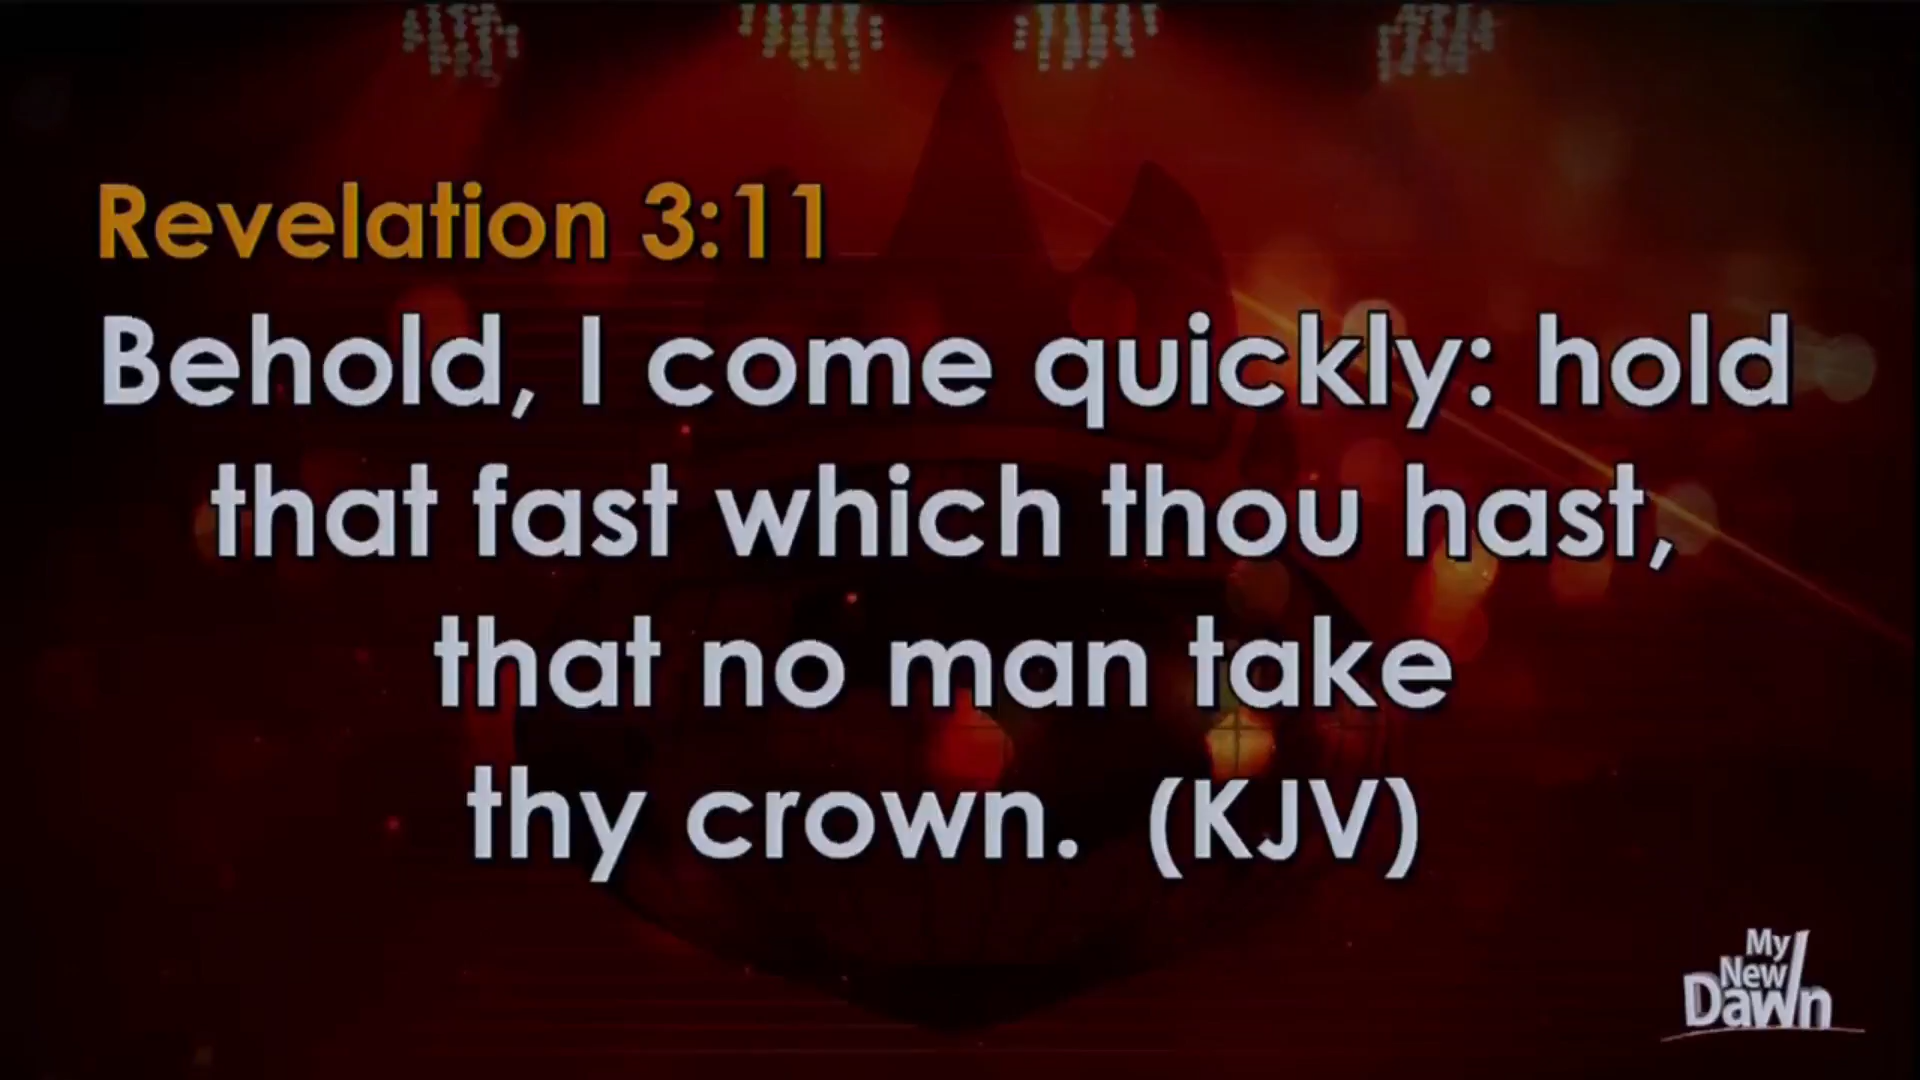 Revelation 3:11
Behold, I come quickly: hold
that fast which thou hast,
that no man take
thy crown. (KJV)
My
New
Dawn